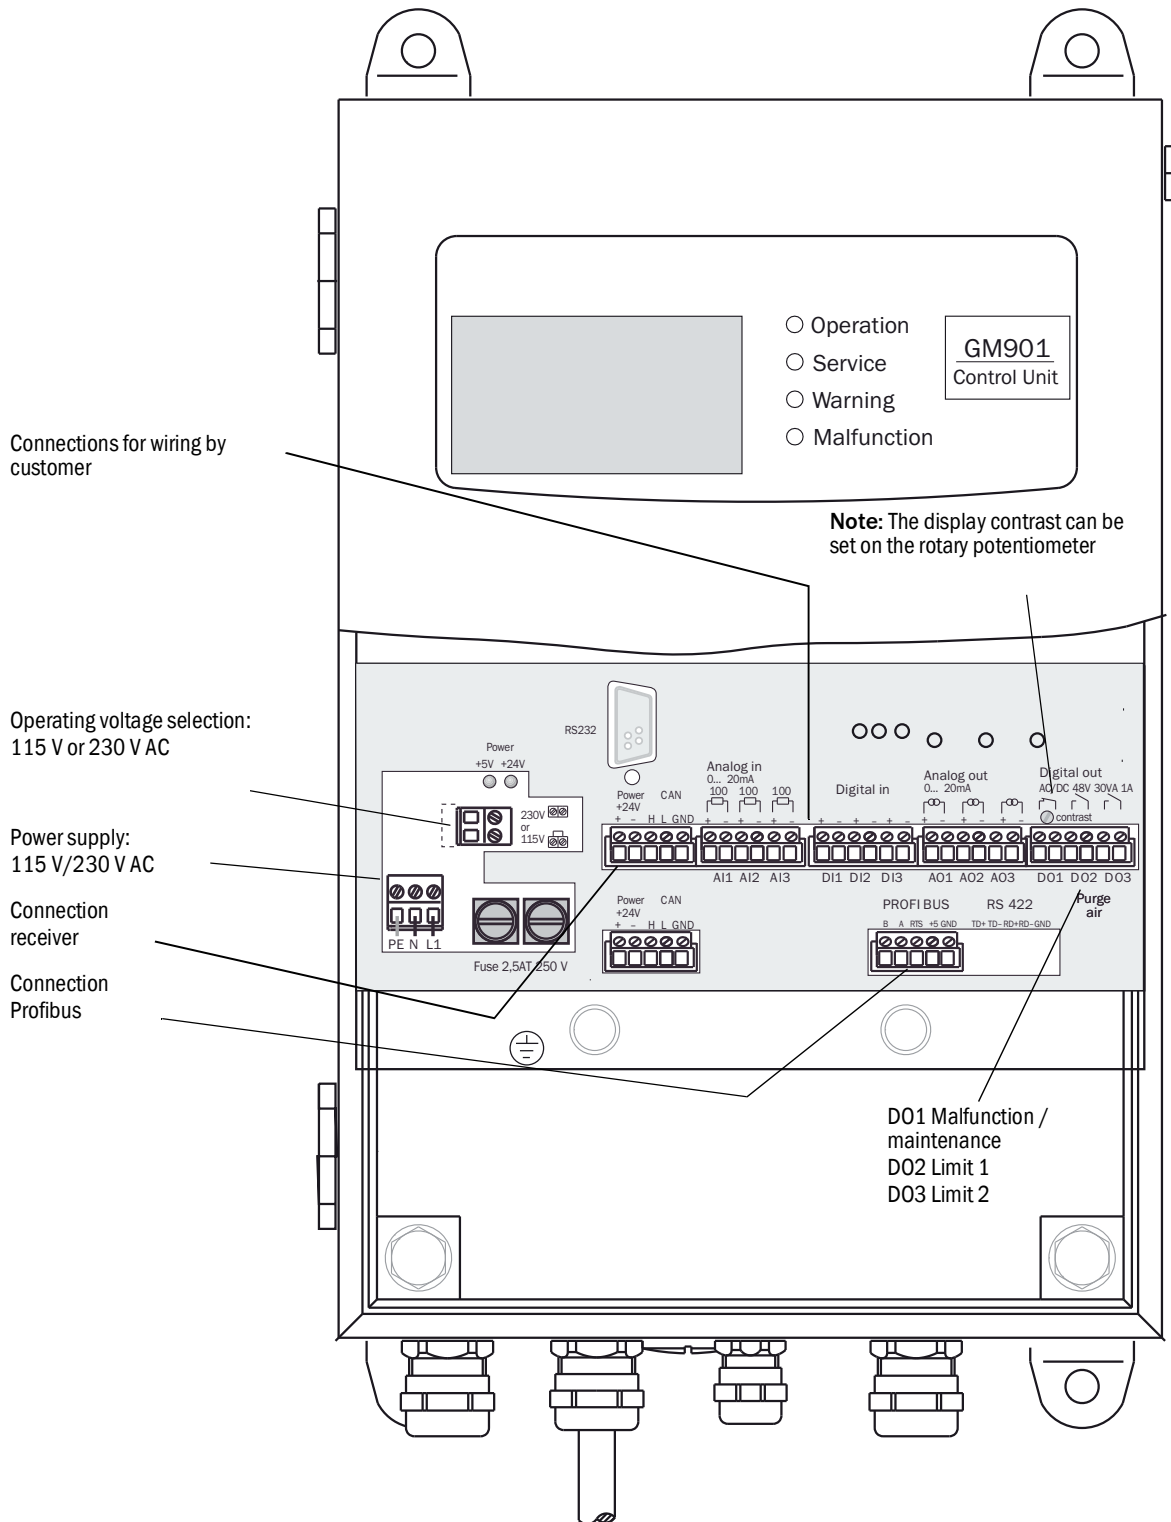 Operation
Service
Warning
Malfunction
GM901
Control Unit
Connections for wiring by
customer
Note: The display contrast can be
set on the rotary potentiometer
Operating voltage selection:
115 V or 230 V AC
Power supply:
115 V/230 V AC
Connection
receiver
Connection
Profibus
RS232
Power
+5V +24V
230V
or
115V
PE N L1
Fuse 2,5AT 250 V
Power CAN
+24V
+ – H L GND
Analog in
0... 20mA
100 100 100
+ – + – + –
AI1 AI2 AI3
Digital in
+ – + – + –
DI1 DI2 DI3
Analog out
0... 20mA
+ – + – + –
AO1 AO2 AO3
Digital out
AC/DC 48V 30VA 1A
contrast
DO1 DO2 DO3
Purge
air
Power CAN
+24V
+ – H L GND
PROFIBUS RS 422
B A RTS +5 GND TD+ TD– RD+ RD– GND
DO1 Malfunction /
maintenance
DO2 Limit 1
DO3 Limit 2